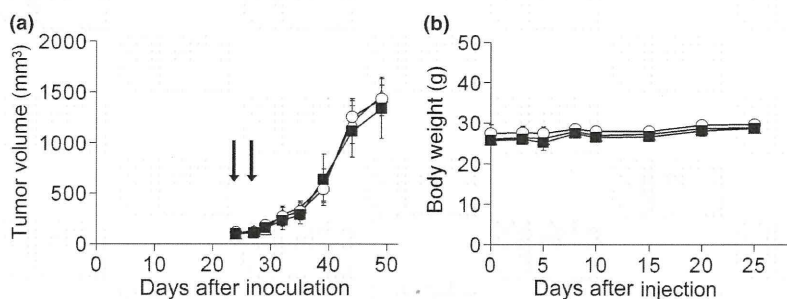 (a)
Tumor volume (mm³)
2000
1500
1000
500
0
0 10 20 30 40 50
Days after inoculation
(b)
Body weight (g)
50
40
30
20
10
0
0 5 10 15 20 25
Days after injection